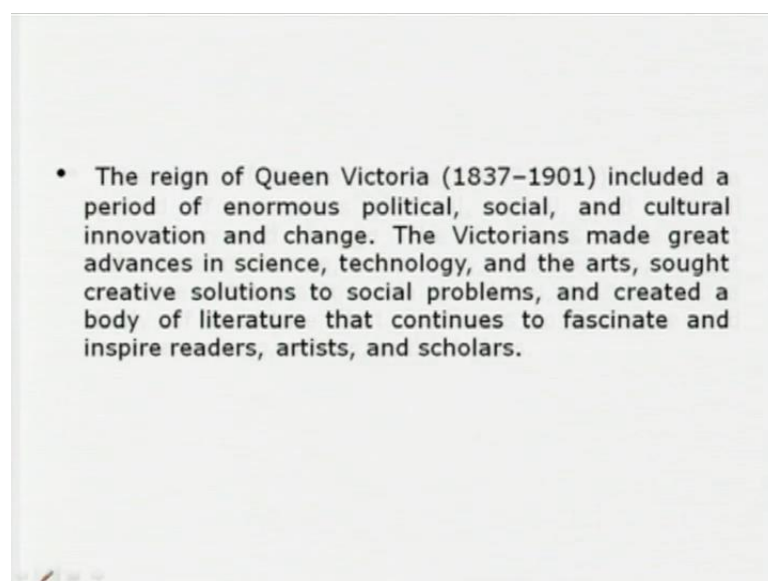 • The reign of Queen Victoria (1837–1901) included a
period of enormous political, social, and cultural
innovation and change. The Victorians made great
advances in science, technology, and the arts, sought
creative solutions to social problems, and created a
body of literature that continues to fascinate and
inspire readers, artists, and scholars.